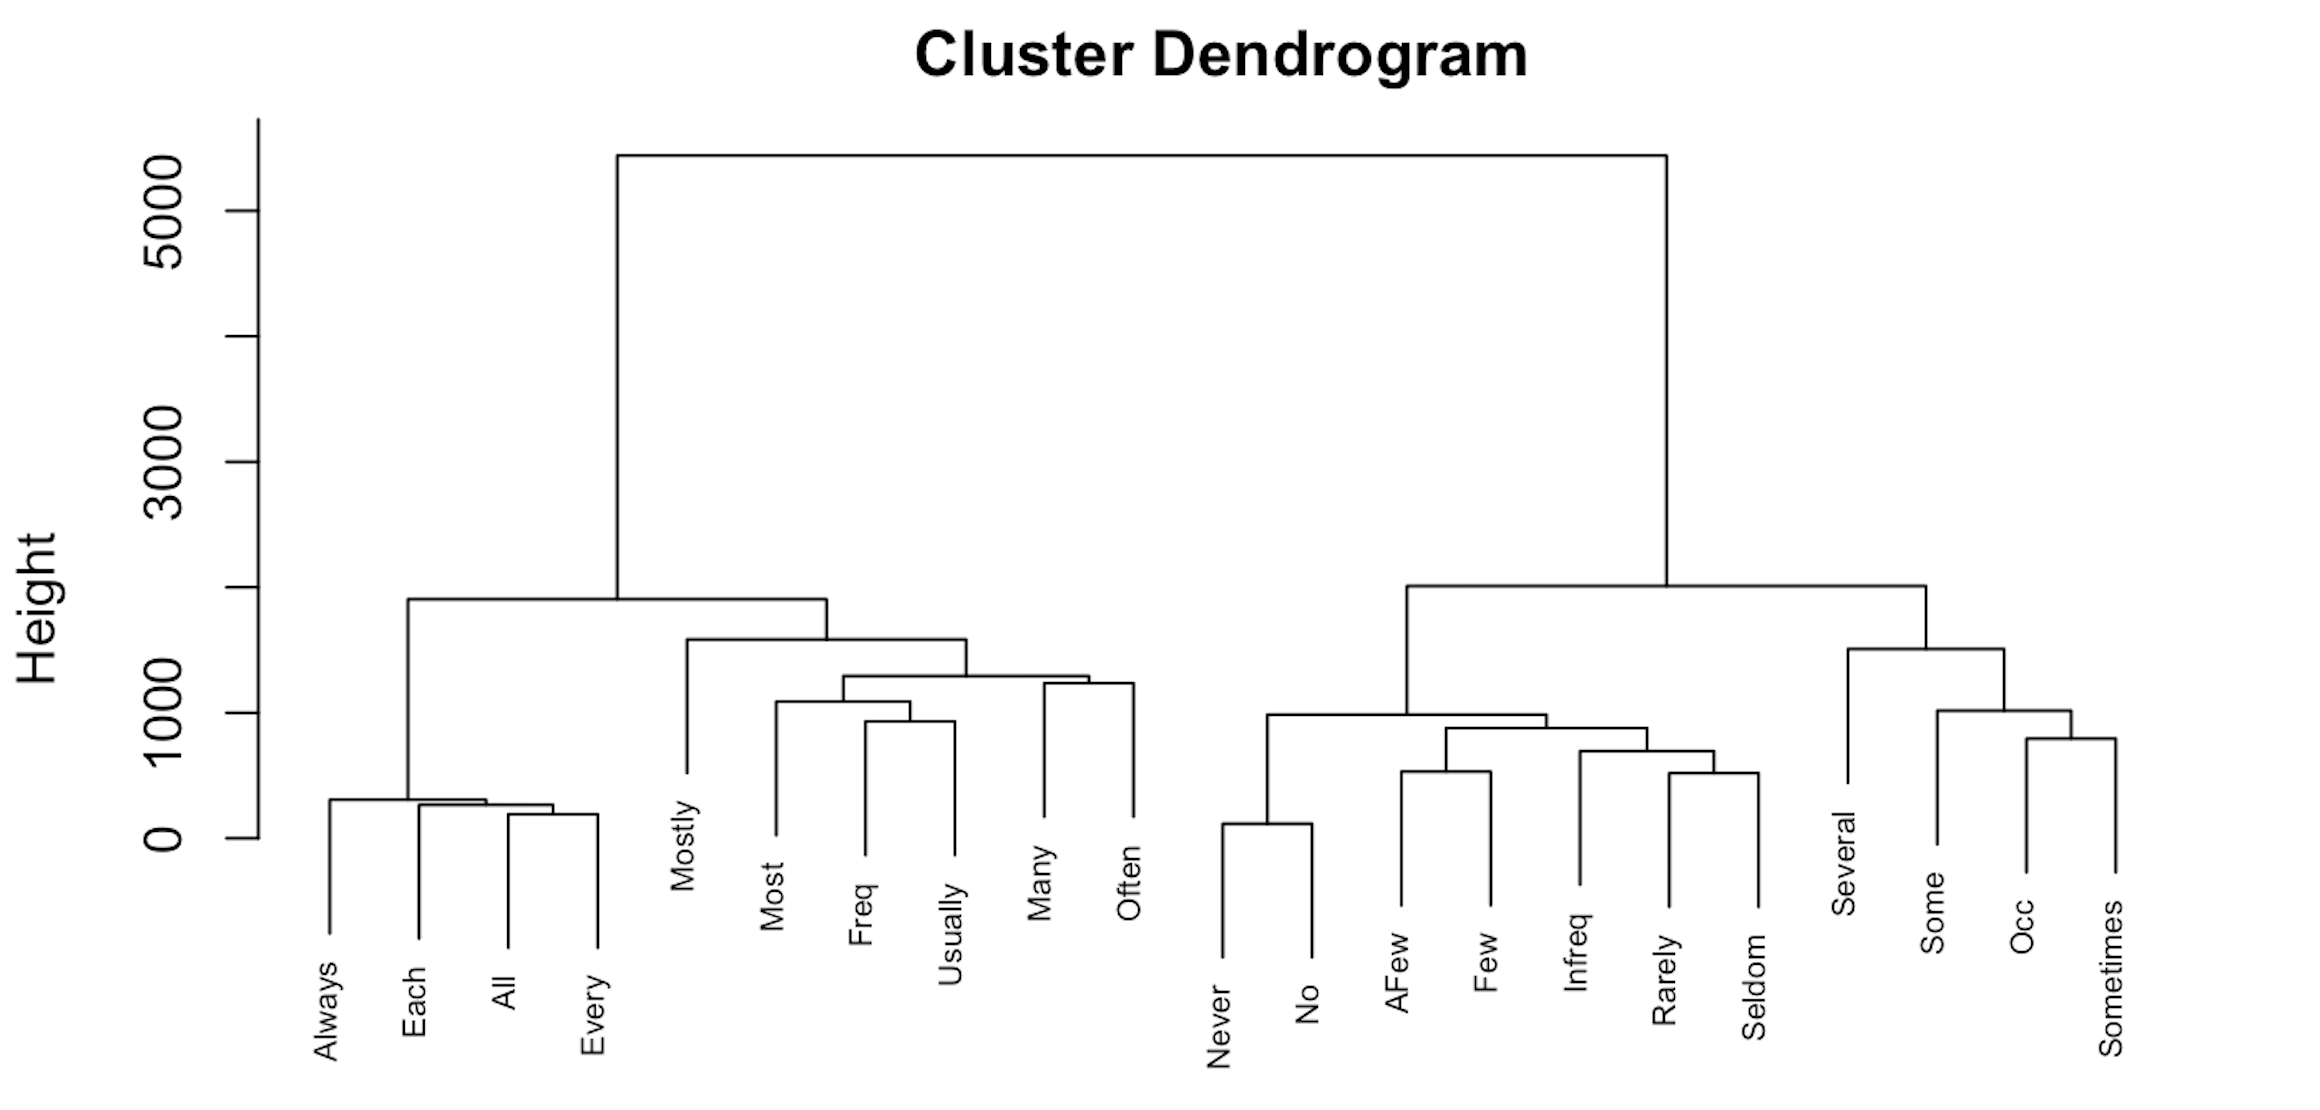 Cluster Dendrogram
Height
5000
3000
1000
0
Always
Each
All
Every
Mostly
Most
Freq
Usually
Many
Often
Never
No
AFew
Few
Infreq
Rarely
Seldom
Several
Some
Occ
Sometimes